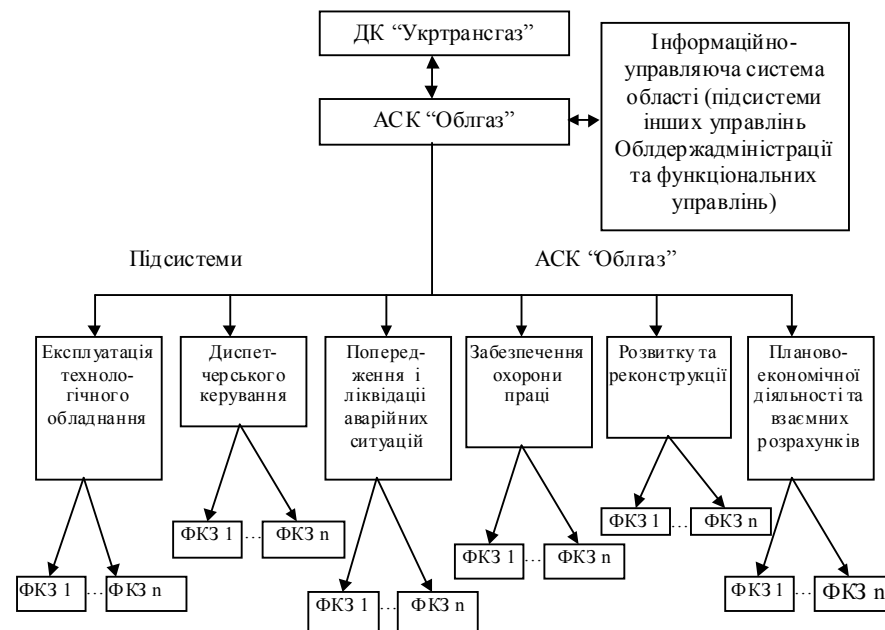 ДК “Укртрансгаз”
АСК “Облгаз”
Інформаційно-
управляюча система
області (підсистеми
інших управлінь
Облдержадміністрації
та функціональних
управлінь)
Підсистеми
АСК “Облгаз”
Експлуатація
техноло-
гічного
обладнання
Диспет-
черського
керування
Поперед-
ження і
ліквідації
аварійних
ситуацій
Забезпечення
охорони
праці
Розвитку та
реконструкції
Планово-
економічної
діяльності та
взаємних
розрахунків
ФКЗ 1 … ФКЗ n
ФКЗ 1 … ФКЗ n
ФКЗ 1 … ФКЗ n
ФКЗ 1 … ФКЗ n
ФКЗ 1 … ФКЗ n
ФКЗ 1 … ФКЗ n